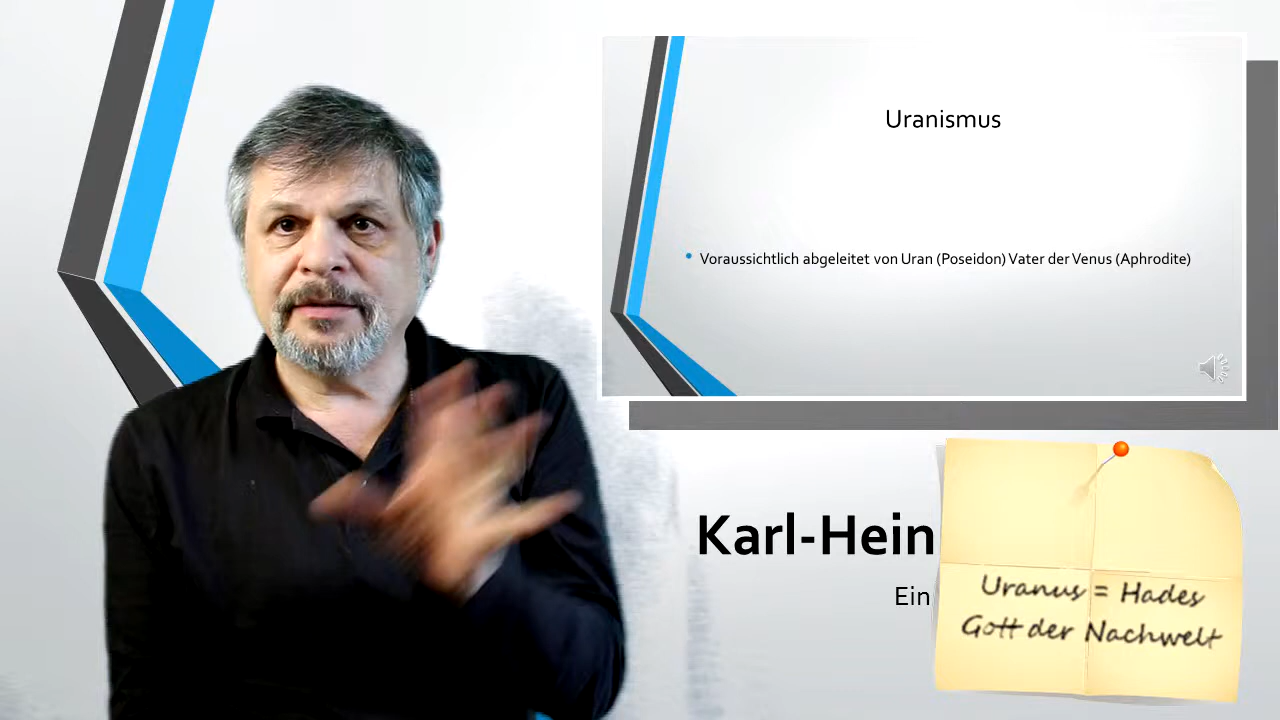 Uranismus
Voraussichtlich abgeleitet von Uran (Poseidon) Vater der Venus (Aphrodite)
Karl-Hein
Ein
Uranus = Hades
Gott der Nachwelt